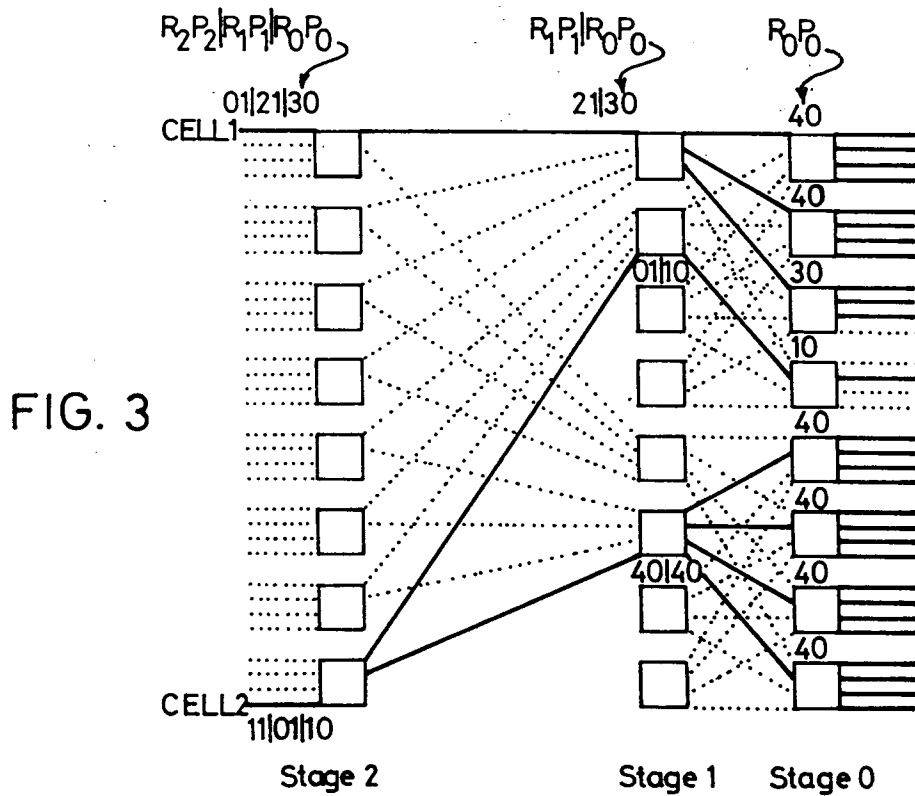 R₂P₂|R₁P₁|R₀P₀ R₁P₁|R₀P₀ R₀P₀
01|21|30 21|30 40
CELL1
40
01|10 30
10
FIG. 3
40
40
40|40 40
40
CELL2
11|01|10
Stage 2 Stage 1 Stage 0